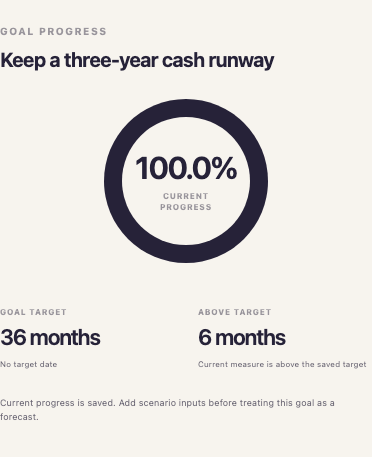 GOAL PROGRESS
Keep a three-year cash runway
100.0%
CURRENT
PROGRESS
GOAL TARGET
36 months
No target date
ABOVE TARGET
6 months
Current measure is above the saved target
Current progress is saved. Add scenario inputs before treating this goal as a
forecast.